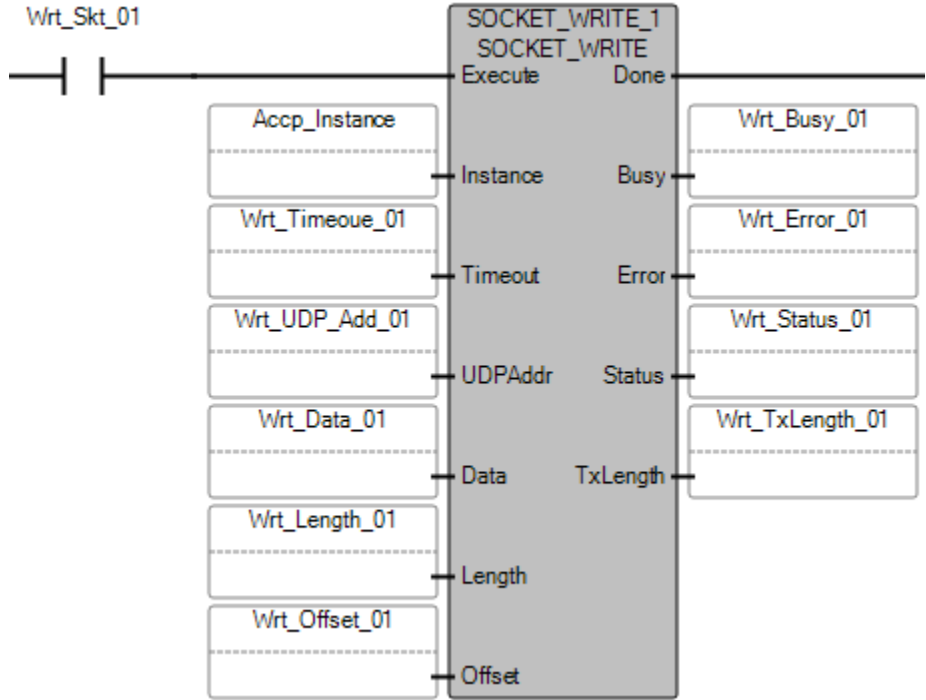 Wrt_Skt_01
SOCKET_WRITE_1
SOCKET_WRITE
Execute Done
Accp_Instance Wrt_Busy_01
Instance Busy
Wrt_Timeoue_01 Wrt_Error_01
Timeout Error
Wrt_UDP_Add_01 Wrt_Status_01
UDPAddr Status
Wrt_Data_01 Wrt_TxLength_01
Data TxLength
Wrt_Length_01
Length
Wrt_Offset_01
Offset